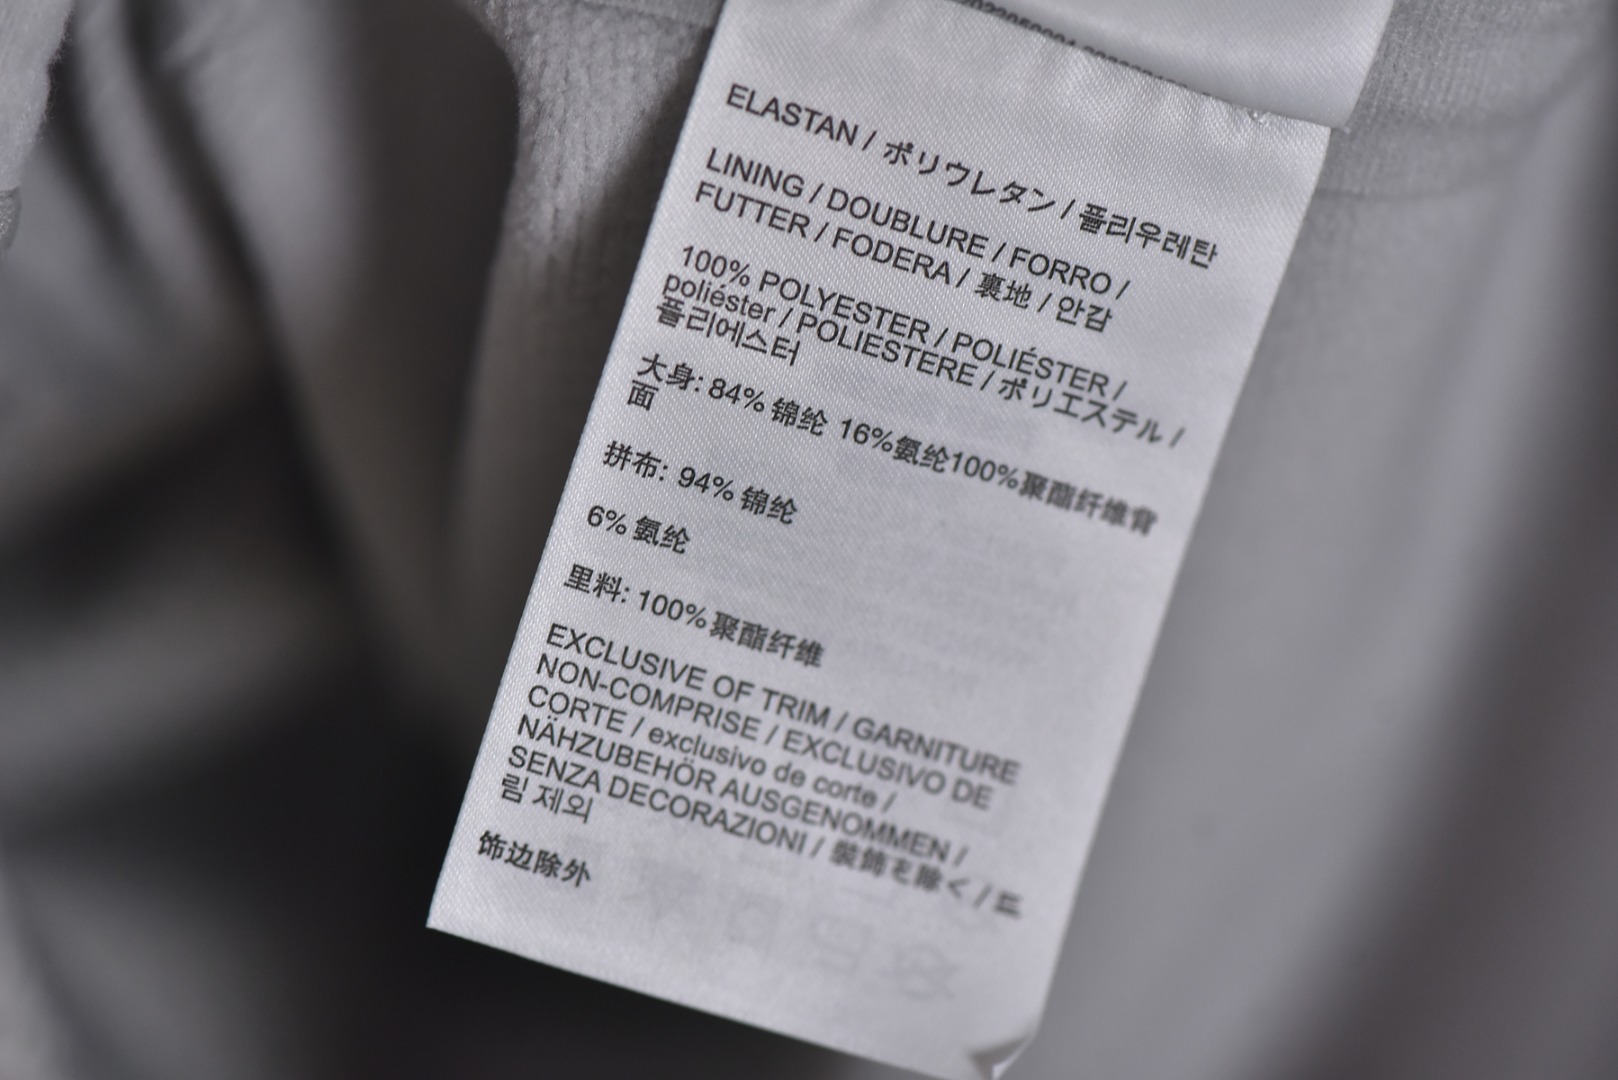 ELASTAN / ポリウレタン / 폴리우레탄
LINING / DOUBLURE / FORRO /
FUTTER / FODERA / 裏地 / 안감
100% POLYESTER / POLIÉSTER /
poliéster / POLIESTERE / ポリエステル /
폴리에스터
大身: 84% 锦纶 16%氨纶100%聚酯纤维背
面
拼布: 94% 锦纶
6% 氨纶
里料: 100%聚酯纤维
EXCLUSIVE OF TRIM / GARNITURE
NON-COMPRISE / EXCLUSIVO DE
CORTE / exclusivo de corte /
NÄHZUBEHÖR AUSGENOMMEN /
SENZA DECORAZIONI / 装飾を除く / 트
림 제외
饰边除外